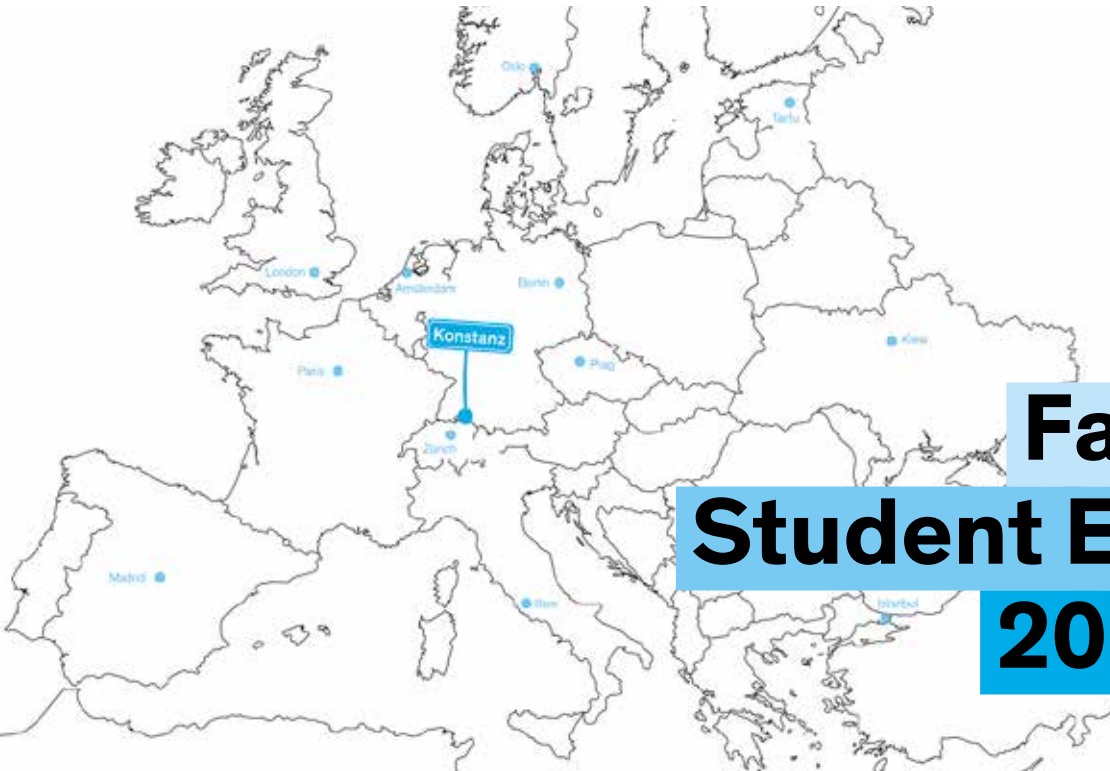 Oslo
Tartu
London
Amsterdam
Berlin
Konstanz
Kiew
Paris
Prag
Zürich
Fa
Student E
Madrid
Rom
Istanbul
20